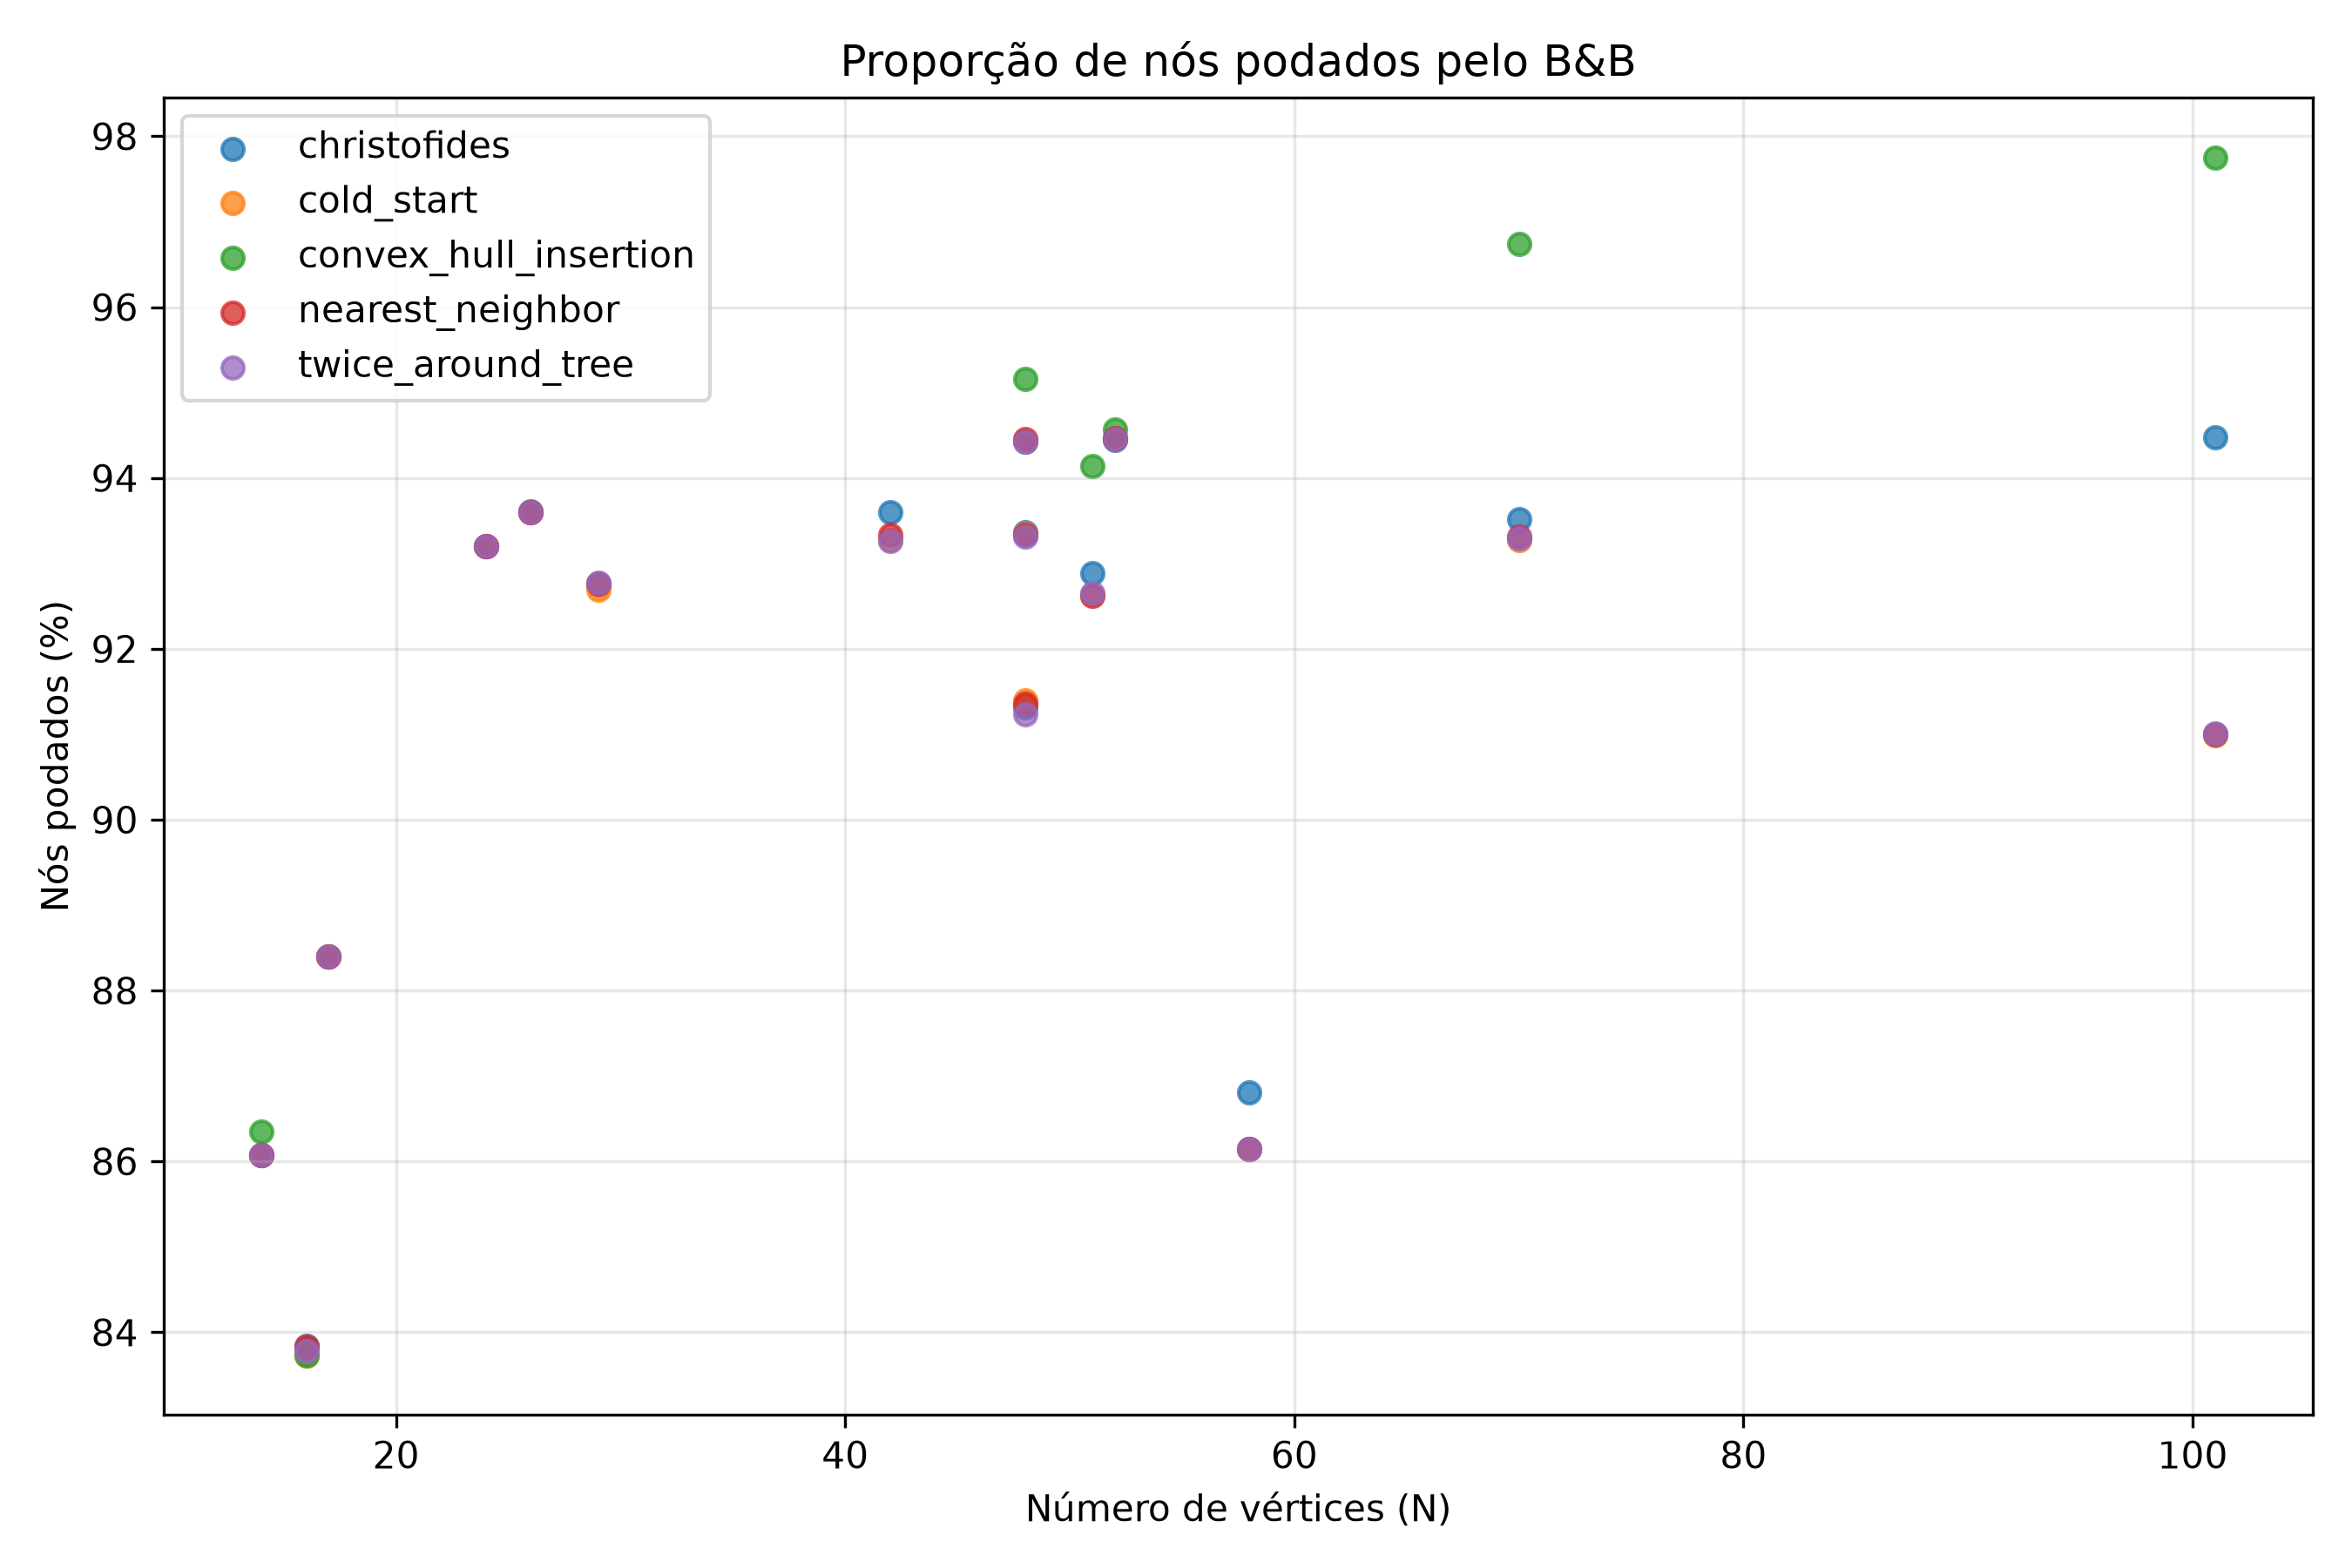 Proporção de nós podados pelo B&B
christofides
cold_start
convex_hull_insertion
nearest_neighbor
twice_around_tree
Nós podados (%)
98
96
94
92
90
88
86
84
20 40 60 80 100
Número de vértices (N)